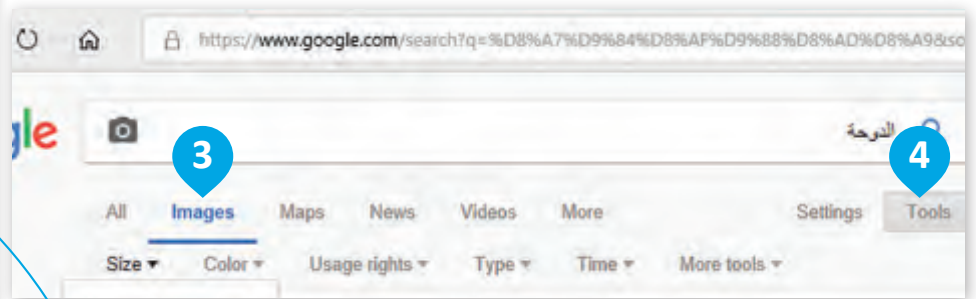 https://www.google.com/search?q=%D8%A7%D9%84%D8%AF%D9%88%D8%AD%D8%A9&so
gle الدوحة
3 4
All Images Maps News Videos More Settings Tools
Size Color Usage rights Type Time More tools